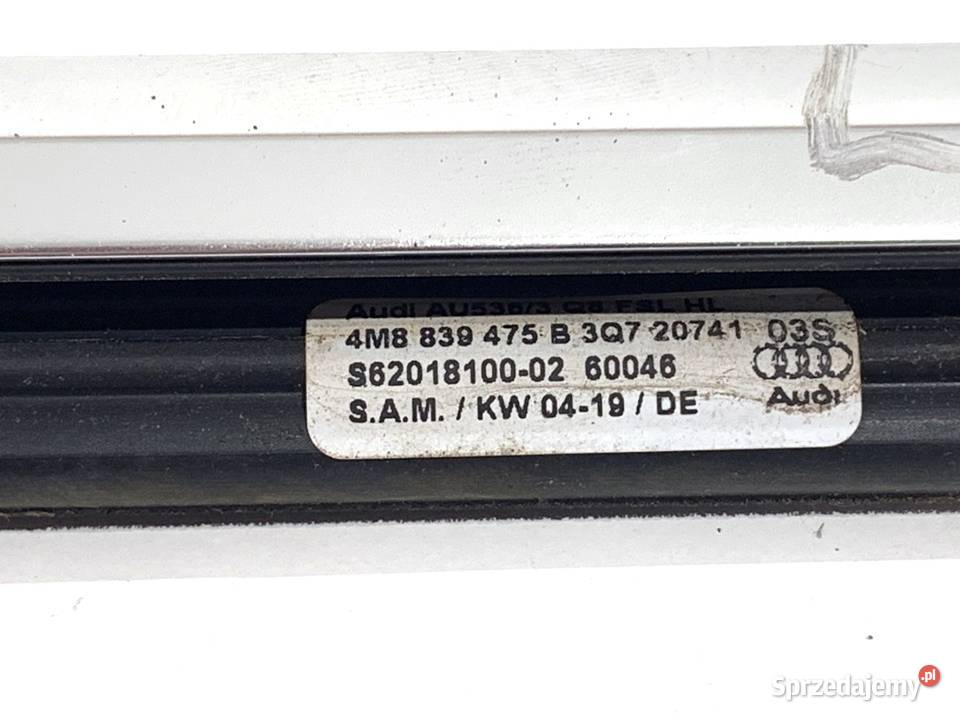 Audi AU536/3 Q8 FSL HL
4M8 839 475 B 3Q7 20741 03S
S62018100-02 60046
S.A.M. / KW 04-19 / DE
Audi
Sprzedajemy.pl